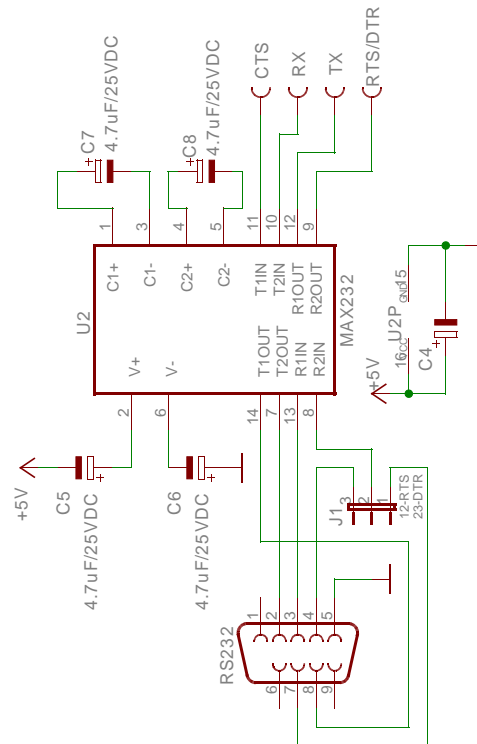 CTS
RX
TX
RTS/DTR
C7
4.7uF/25VDC
C8
4.7uF/25VDC
+
+
1
3
4
5
11
10
12
9
C1+
C1-
C2+
C2-
T1IN
T2IN
R1OUT
R2OUT
U2
MAX232
V+
V-
T1OUT
T2OUT
R1IN
R2IN
2
6
14
7
13
8
GND
15
U2P
16
VCC
C4
+
+5V
+5V
C5
+
4.7uF/25VDC
C6
+
4.7uF/25VDC
J1
3
2
1
12-RTS
23-DTR
RS232
1
2
3
4
5
6
7
8
9